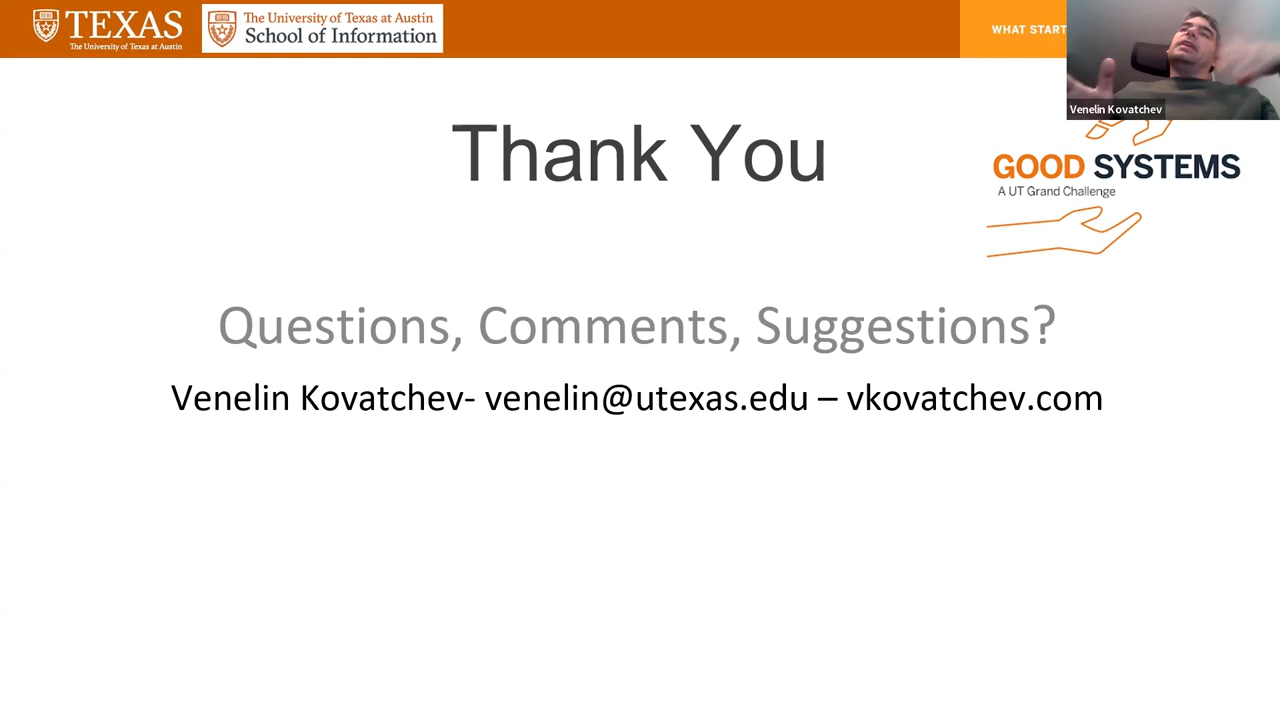 TEXAS
The University of Texas at Austin
The University of Texas at Austin
School of Information
WHAT START
Venelin Kovatchev
Thank You
GOOD SYSTEMS
A UT Grand Challenge
Questions, Comments, Suggestions?
Venelin Kovatchev- venelin@utexas.edu – vkovatchev.com